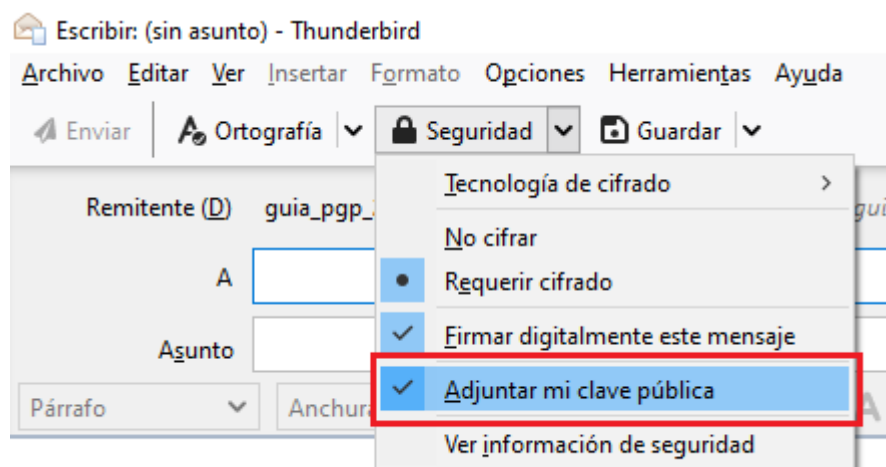 Escribir: (sin asunto) - Thunderbird
Archivo Editar Ver Insertar Formato Opciones Herramientas Ayuda
Enviar Ortografía Seguridad Guardar
Tecnología de cifrado
Remitente (D) guia_pgp_
No cifrar
A
Requerir cifrado
Firmar digitalmente este mensaje
Asunto
Adjuntar mi clave pública
Párrafo Anchur
Ver información de seguridad